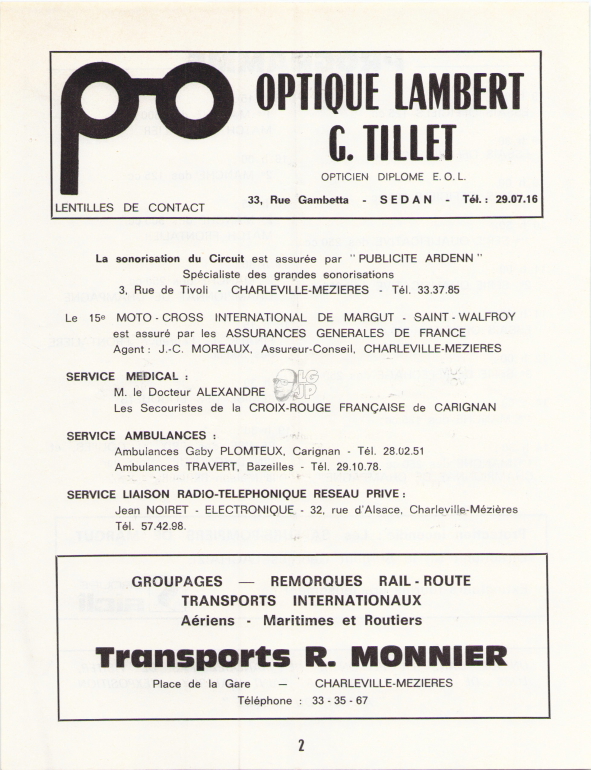 OPTIQUE LAMBERT
G. TILLET
OPTICIEN DIPLOME E.O.L.
33, Rue Gambetta - SEDAN - Tél. : 29.07.16
LENTILLES DE CONTACT
La sonorisation du Circuit est assurée par "PUBLICITE ARDENN"
Spécialiste des grandes sonorisations
3, Rue de Tivoli - CHARLEVILLE-MEZIERES - Tél. 33.37.85
Le 15e MOTO-CROSS INTERNATIONAL DE MARGUT - SAINT-WALFROY
est assuré par les ASSURANCES GENERALES DE FRANCE
Agent : J.-C. MOREAUX, Assureur-Conseil, CHARLEVILLE-MEZIERES
SERVICE MEDICAL :
M. le Docteur ALEXANDRE
LG
JP
Les Secouristes de la CROIX-ROUGE FRANÇAISE de CARIGNAN
SERVICE AMBULANCES :
Ambulances Gaby PLOMTEUX, Carignan - Tél. 28.02.51
Ambulances TRAVERT, Bazeilles - Tél. 29.10.78.
SERVICE LIAISON RADIO-TELEPHONIQUE RESEAU PRIVE :
Jean NOIRET - ELECTRONIQUE - 32, rue d'Alsace, Charleville-Mézières
Tél. 57.42.98.
GROUPAGES — REMORQUES RAIL-ROUTE
TRANSPORTS INTERNATIONAUX
Aériens - Maritimes et Routiers
Transports R. MONNIER
Place de la Gare — CHARLEVILLE-MEZIERES
Téléphone : 33-35-67
2